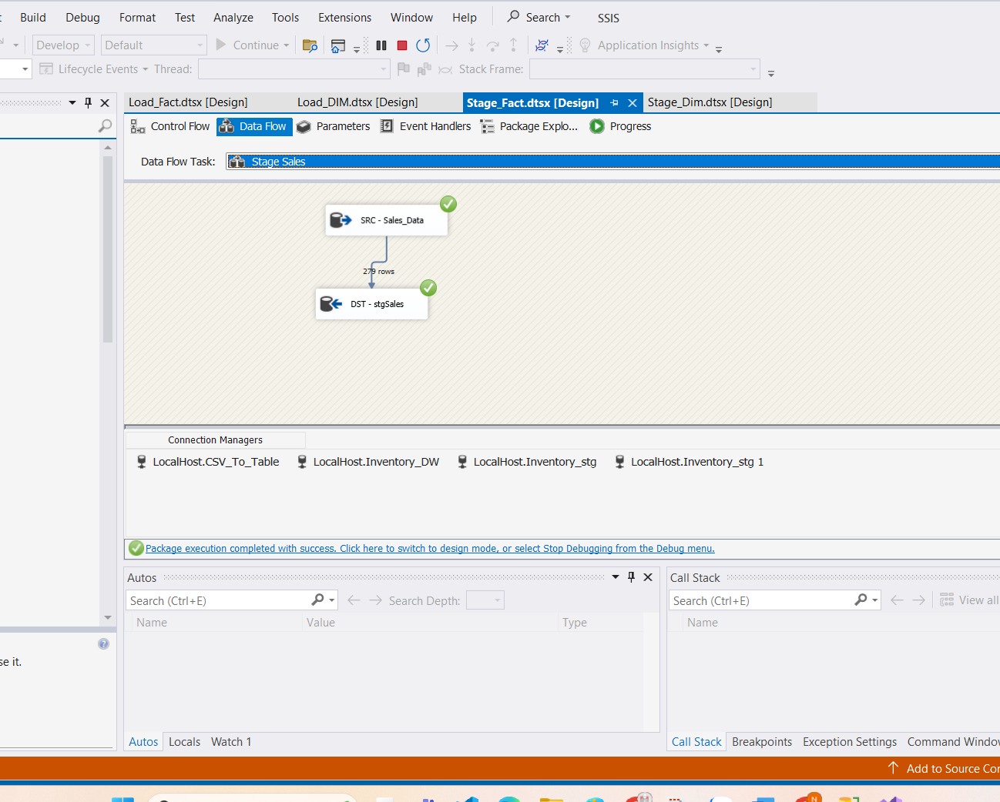 Build Debug Format Test Analyze Tools Extensions Window Help Search SSIS
Develop Default Continue Application Insights
Lifecycle Events Thread: Stack Frame:
Load_Fact.dtsx [Design] Load_DIM.dtsx [Design] Stage_Fact.dtsx [Design] Stage_Dim.dtsx [Design]
Control Flow Data Flow Parameters Event Handlers Package Explo... Progress
Data Flow Task: Stage Sales
SRC - Sales_Data
279 rows
DST - stgSales
Connection Managers
LocalHost.CSV_To_Table LocalHost.Inventory_DW LocalHost.Inventory_stg LocalHost.Inventory_stg 1
Package execution completed with success. Click here to switch to design mode, or select Stop Debugging from the Debug menu.
Autos
Search (Ctrl+E) Search Depth:
Name Value Type
Call Stack
Search (Ctrl+E) View all
Name
se it.
Autos Locals Watch 1
Call Stack Breakpoints Exception Settings Command Window
Add to Source Con